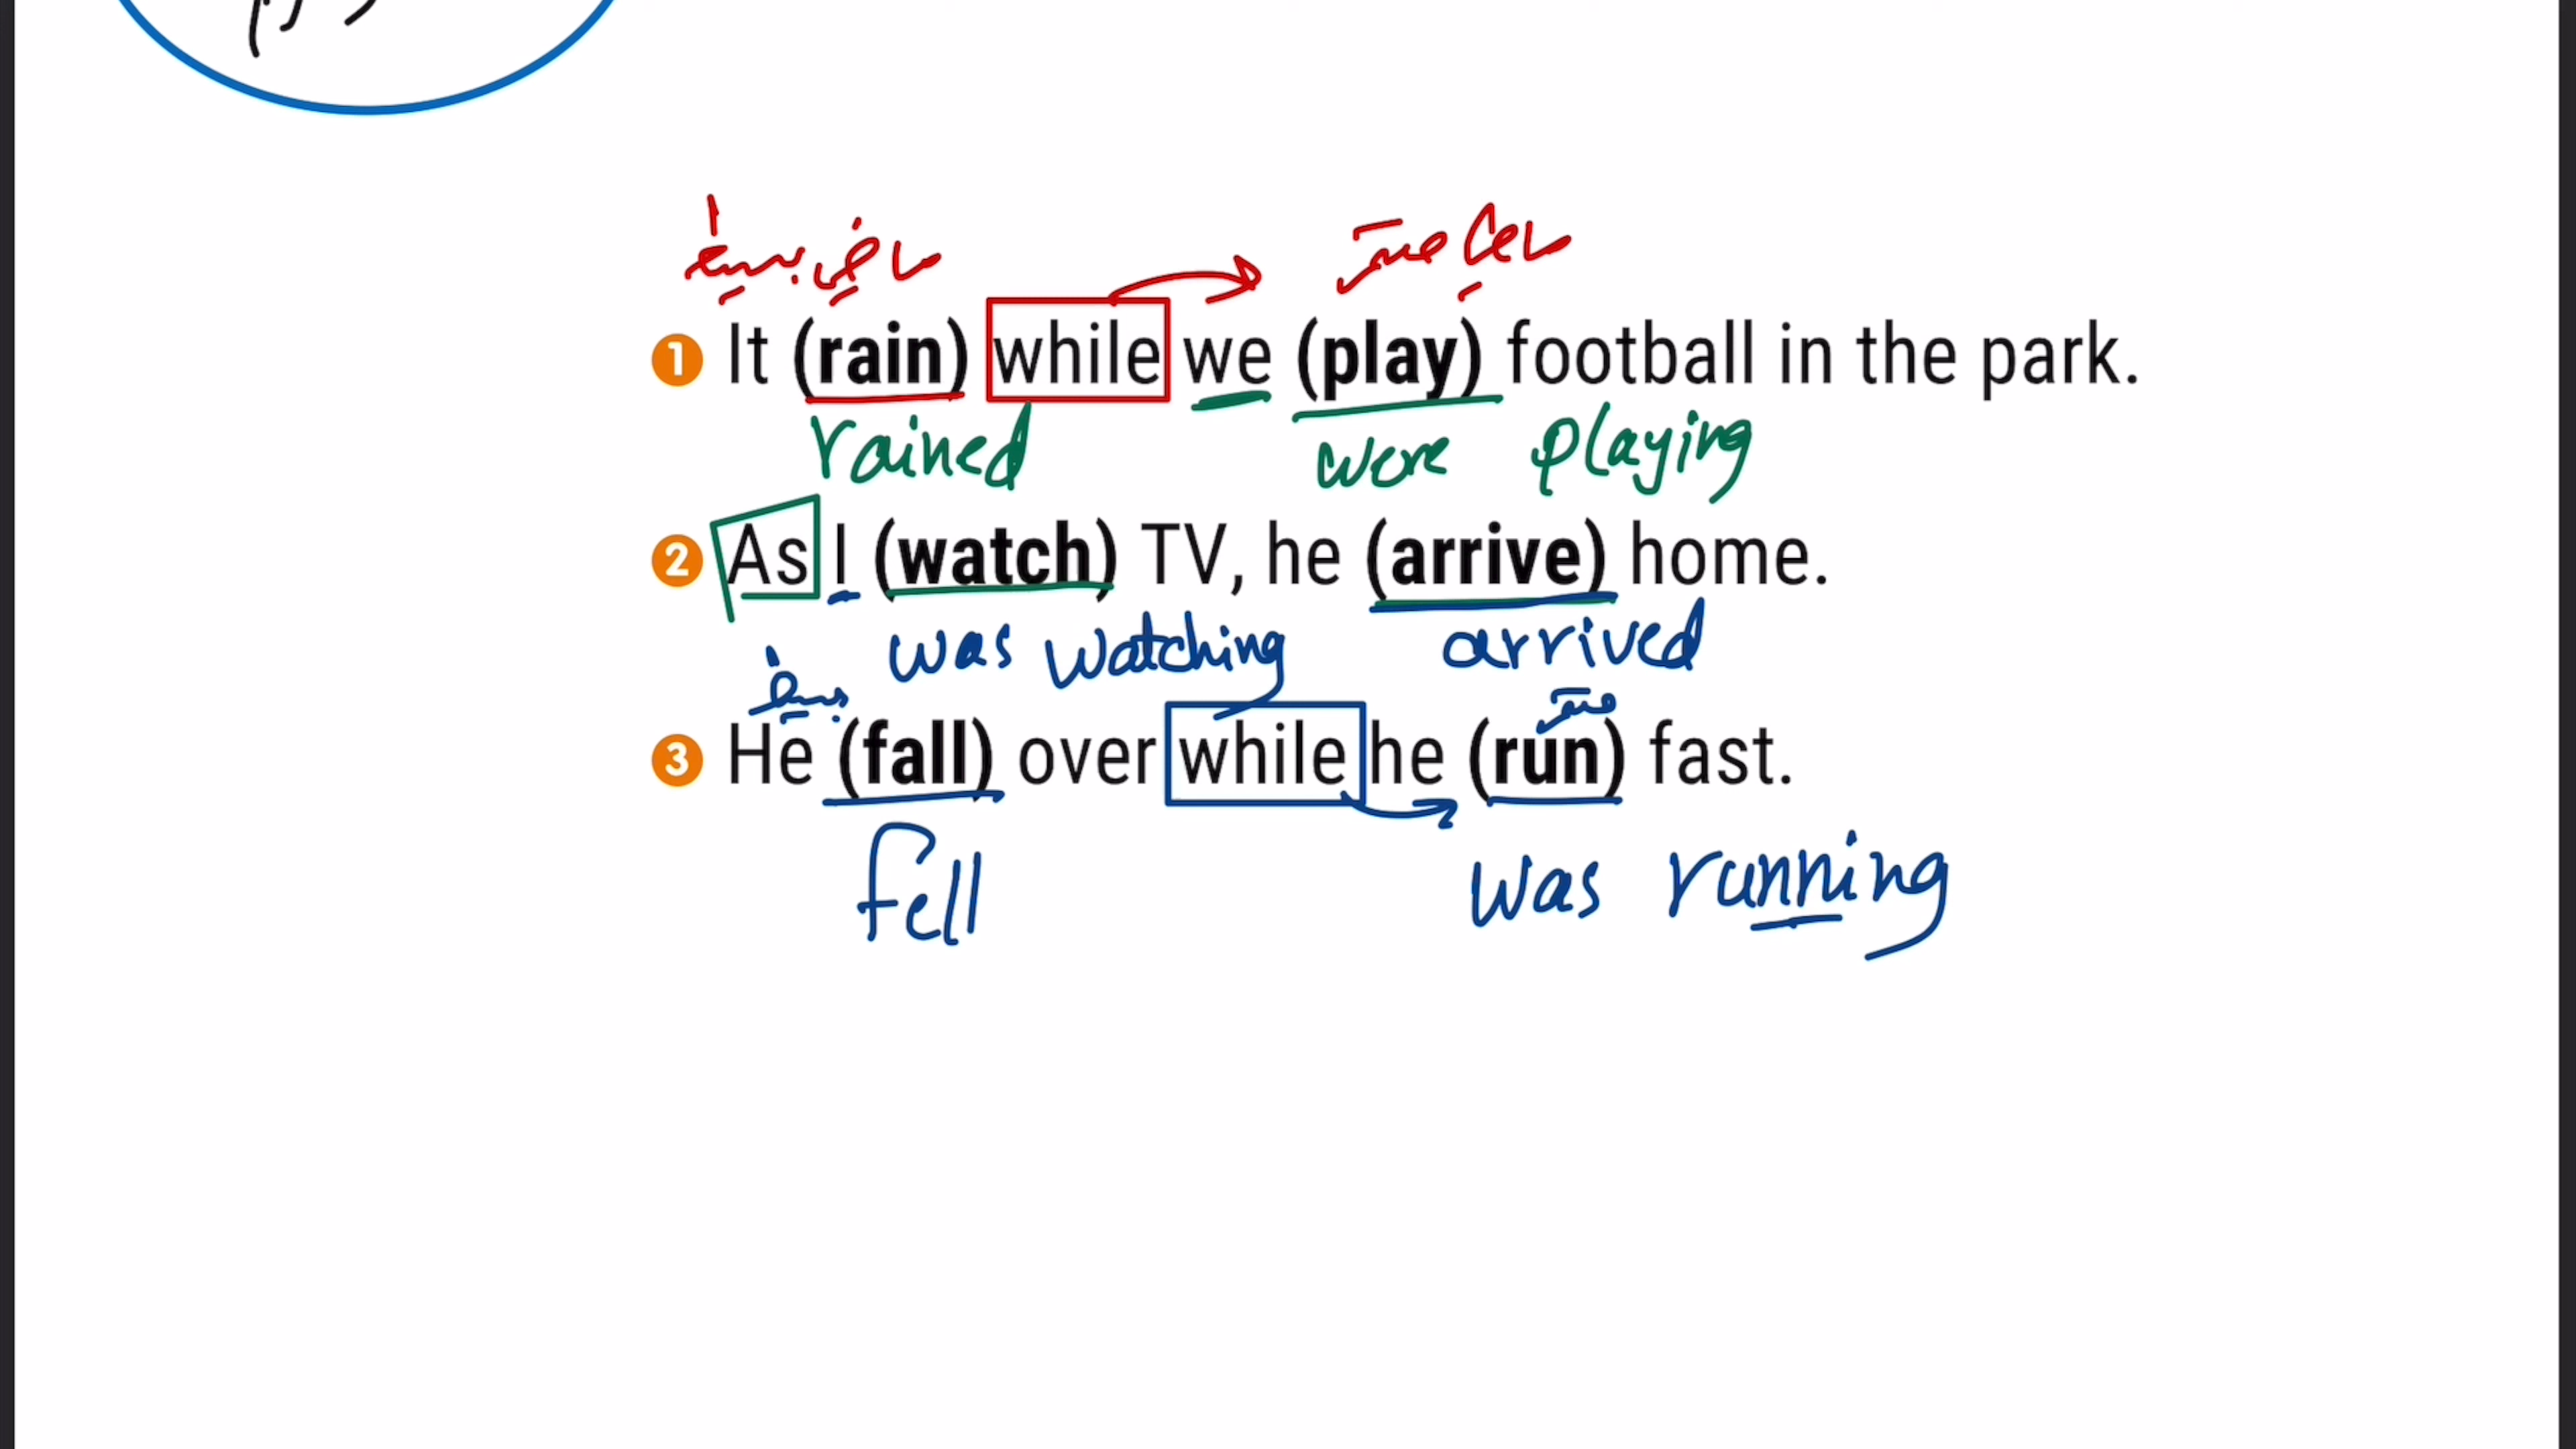 ماضي بسيط ماضي مستمر
1 It (rain) while we (play) football in the park.
rained were playing
2 As I (watch) TV, he (arrive) home.
was watching arrived
بسيط مستمر
3 He (fall) over while he (run) fast.
fell was running